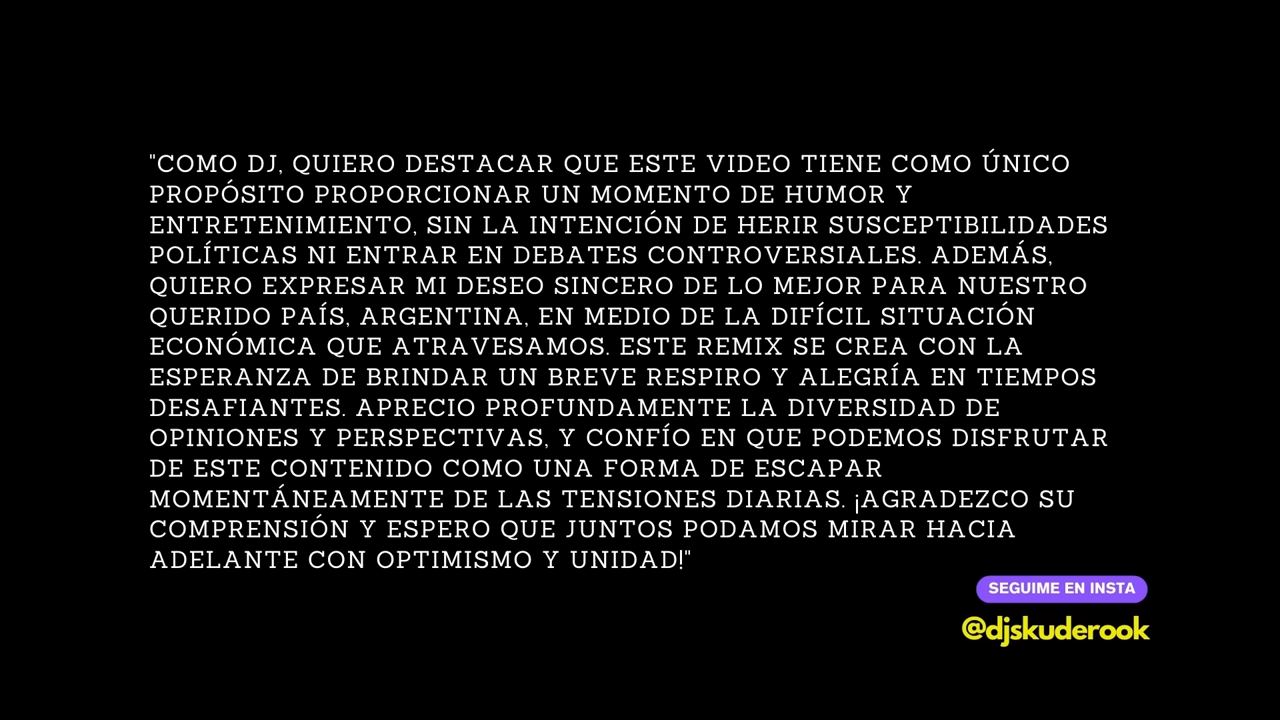 "COMO DJ, QUIERO DESTACAR QUE ESTE VIDEO TIENE COMO ÚNICO
PROPÓSITO PROPORCIONAR UN MOMENTO DE HUMOR Y
ENTRETENIMIENTO, SIN LA INTENCIÓN DE HERIR SUSCEPTIBILIDADES
POLÍTICAS NI ENTRAR EN DEBATES CONTROVERSIALES. ADEMÁS,
QUIERO EXPRESAR MI DESEO SINCERO DE LO MEJOR PARA NUESTRO
QUERIDO PAÍS, ARGENTINA, EN MEDIO DE LA DIFÍCIL SITUACIÓN
ECONÓMICA QUE ATRAVESAMOS. ESTE REMIX SE CREA CON LA
ESPERANZA DE BRINDAR UN BREVE RESPIRO Y ALEGRÍA EN TIEMPOS
DESAFIANTES. APRECIO PROFUNDAMENTE LA DIVERSIDAD DE
OPINIONES Y PERSPECTIVAS, Y CONFÍO EN QUE PODEMOS DISFRUTAR
DE ESTE CONTENIDO COMO UNA FORMA DE ESCAPAR
MOMENTÁNEAMENTE DE LAS TENSIONES DIARIAS. ¡AGRADEZCO SU
COMPRENSIÓN Y ESPERO QUE JUNTOS PODAMOS MIRAR HACIA
ADELANTE CON OPTIMISMO Y UNIDAD!"
SEGUIME EN INSTA
@djskuderook